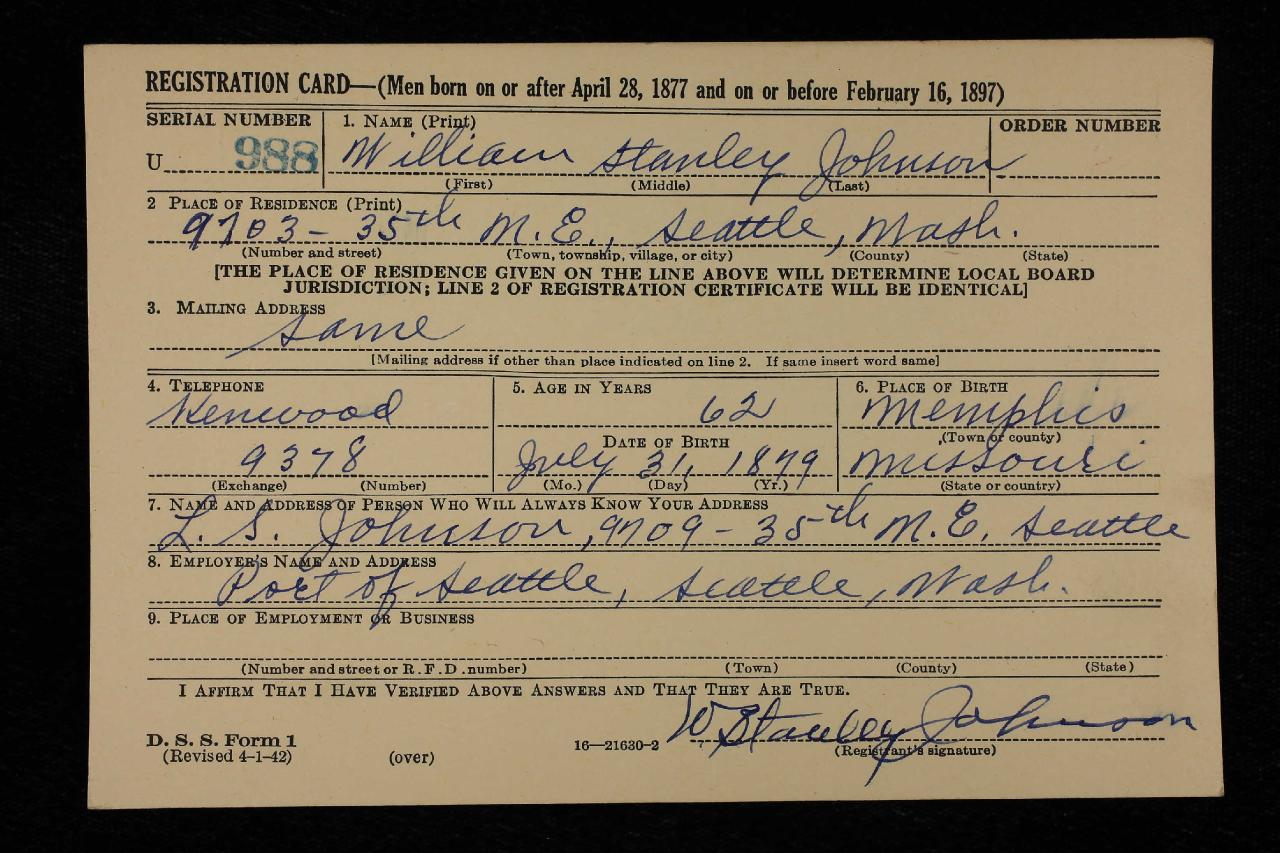 REGISTRATION CARD—(Men born on or after April 28, 1877 and on or before February 16, 1897)
SERIAL NUMBER
1. NAME (Print)
ORDER NUMBER
U 988
William Stanley Johnson
(First) (Middle) (Last)
2 PLACE OF RESIDENCE (Print)
9703 - 35th N.E., Seattle, Wash.
(Number and street) (Town, township, village, or city) (County) (State)
[THE PLACE OF RESIDENCE GIVEN ON THE LINE ABOVE WILL DETERMINE LOCAL BOARD
JURISDICTION; LINE 2 OF REGISTRATION CERTIFICATE WILL BE IDENTICAL]
3. MAILING ADDRESS
Same
[Mailing address if other than place indicated on line 2. If same insert word same]
4. TELEPHONE
Kenwood
9378
(Exchange) (Number)
5. AGE IN YEARS
62
DATE OF BIRTH
July 31, 1879
(Mo.) (Day) (Yr.)
6. PLACE OF BIRTH
Memphis
(Town or county)
Missouri
(State or country)
7. NAME AND ADDRESS OF PERSON WHO WILL ALWAYS KNOW YOUR ADDRESS
L. S. Johnson, 9709 - 35th N.E. Seattle
8. EMPLOYER'S NAME AND ADDRESS
Port of Seattle, Seattle, Wash.
9. PLACE OF EMPLOYMENT OR BUSINESS
(Number and street or R.F.D. number) (Town) (County) (State)
I AFFIRM THAT I HAVE VERIFIED ABOVE ANSWERS AND THAT THEY ARE TRUE.
W Stanley Johnson
(Registrant's signature)
D. S. S. Form 1
(Revised 4-1-42) (over)
16—21630-2